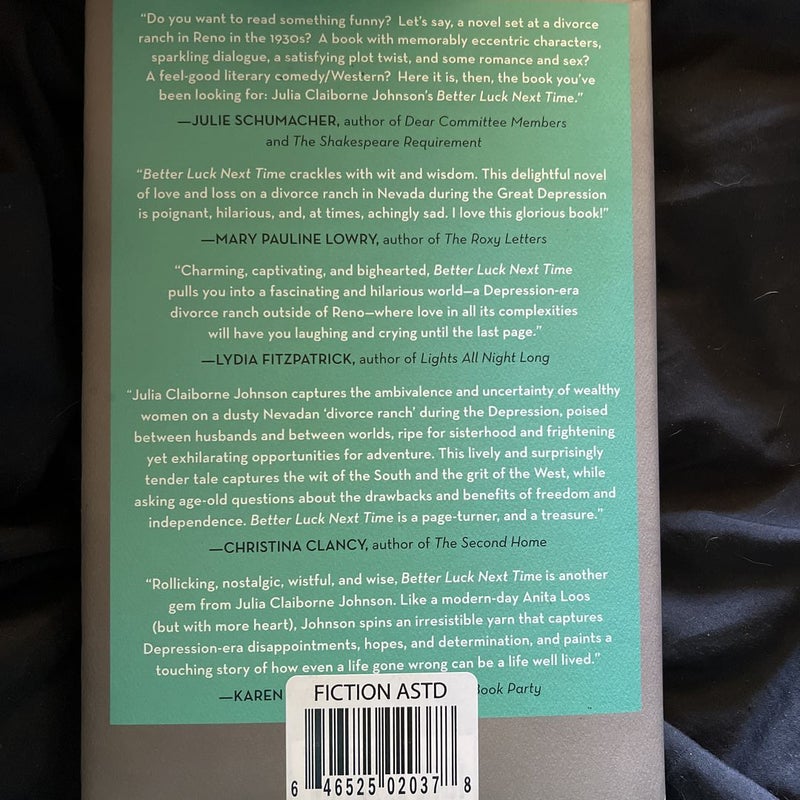 “Do you want to read something funny? Let’s say, a novel set at a divorce
ranch in Reno in the 1930s? A book with memorably eccentric characters,
sparkling dialogue, a satisfying plot twist, and some romance and sex?
A feel-good literary comedy/Western? Here it is, then, the book you’ve
been looking for: Julia Claiborne Johnson’s Better Luck Next Time.”
—JULIE SCHUMACHER, author of Dear Committee Members
and The Shakespeare Requirement
“Better Luck Next Time crackles with wit and wisdom. This delightful novel
of love and loss on a divorce ranch in Nevada during the Great Depression
is poignant, hilarious, and, at times, achingly sad. I love this glorious book!”
—MARY PAULINE LOWRY, author of The Roxy Letters
“Charming, captivating, and bighearted, Better Luck Next Time
pulls you into a fascinating and hilarious world—a Depression-era
divorce ranch outside of Reno—where love in all its complexities
will have you laughing and crying until the last page.”
—LYDIA FITZPATRICK, author of Lights All Night Long
“Julia Claiborne Johnson captures the ambivalence and uncertainty of wealthy
women on a dusty Nevadan ‘divorce ranch’ during the Depression, poised
between husbands and between worlds, ripe for sisterhood and frightening
yet exhilarating opportunities for adventure. This lively and surprisingly
tender tale captures the wit of the South and the grit of the West, while
asking age-old questions about the drawbacks and benefits of freedom and
independence. Better Luck Next Time is a page-turner, and a treasure.”
—CHRISTINA CLANCY, author of The Second Home
“Rollicking, nostalgic, wistful, and wise, Better Luck Next Time is another
gem from Julia Claiborne Johnson. Like a modern-day Anita Loos
(but with more heart), Johnson spins an irresistible yarn that captures
Depression-era disappointments, hopes, and determination, and paints a
touching story of how even a life gone wrong can be a life well lived.”
—KAREN Book Party
FICTION ASTD
6 46525 02037 8